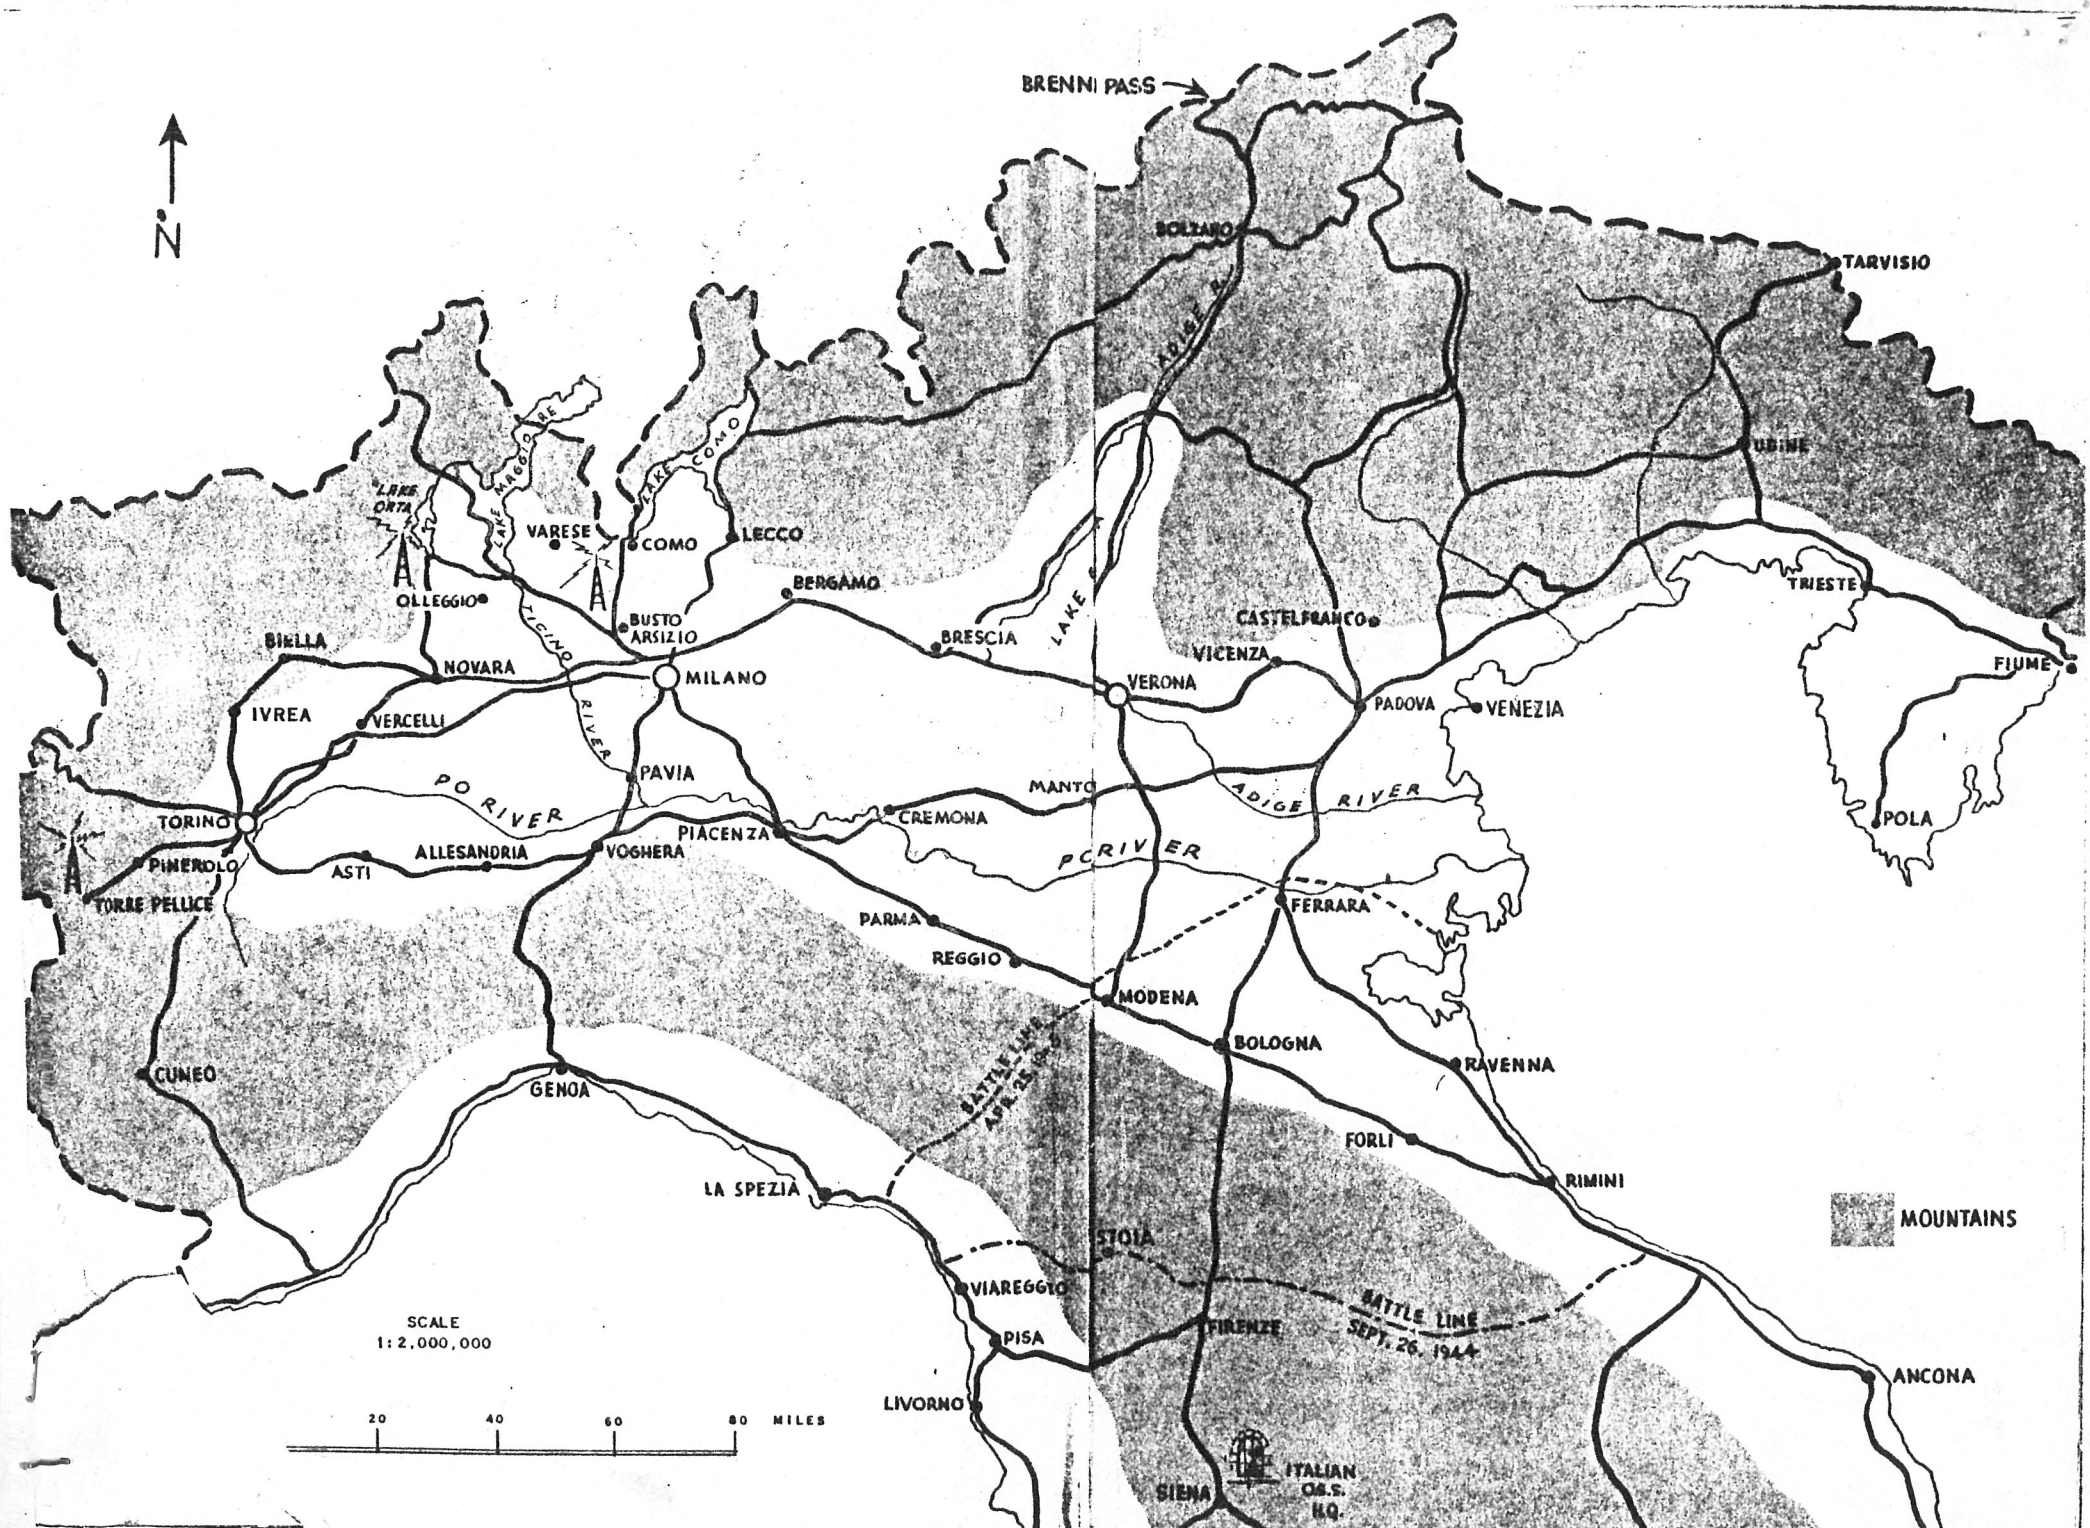 BRENNI PASS
N
BOLZANO
TARVISIO
ADIGE R.
LAKE MAGGIORE
LAKE COMO
UDINE
LAKE
ORTA
VARESE
COMO
LECCO
BERGAMO
TRIESTE
OLLEGGIO
TICINO RIVER
BUSTO
ARSIZIO
CASTELFRANCO
BIELLA
BRESCIA
LAKE
VICENZA
FIUME
NOVARA
MILANO
VERONA
PADOVA
VENEZIA
IVREA
VERCELLI
PAVIA
PO RIVER
MANTO
ADIGE RIVER
TORINO
CREMONA
POLA
PIACENZA
PINEROLO
ASTI
ALLESANDRIA
VOGHERA
PCRIVER
TORRE PELLICE
FERRARA
PARMA
REGGIO
MODENA
BATTLE LINE
APR. 25,
BOLOGNA
RAVENNA
CUNEO
GENOA
FORLI
LA SPEZIA
RIMINI
MOUNTAINS
STOIA
VIAREGGIO
BATTLE LINE
SEPT. 26, 1944
FIRENZE
PISA
SCALE
1:2,000,000
ANCONA
LIVORNO
20 40 60 80 MILES
SIENA
ITALIAN
O.S.S.
H.Q.